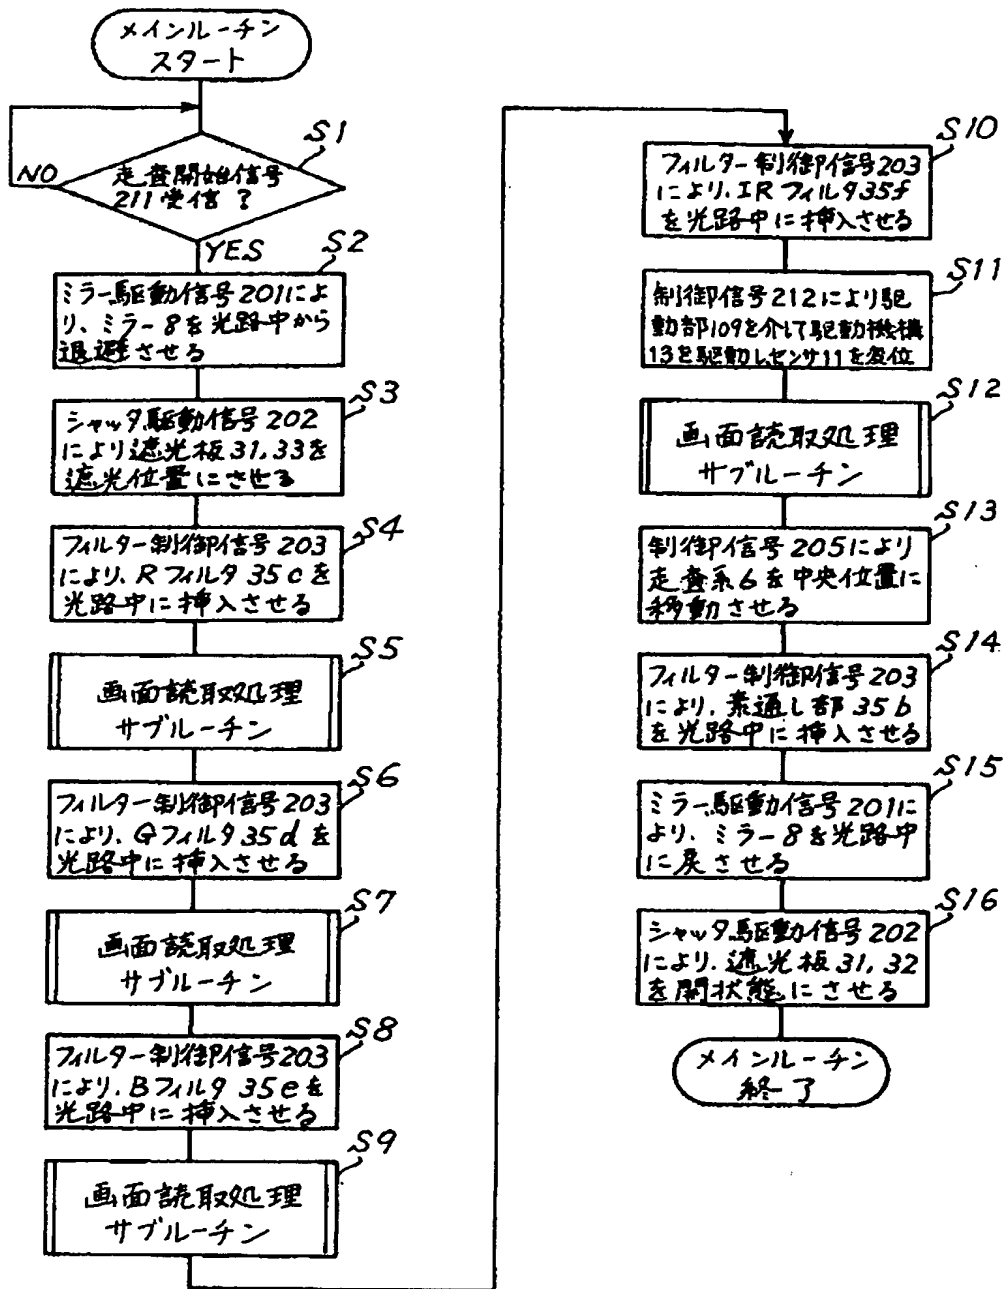 メインルーチン
スタート
S1
走査開始信号
211受信?
NO
YES
S2
ミラー駆動信号201によ
り、ミラー8を光路中から
退避させる
S3
シャッタ駆動信号202
により遮光板31,33を
遮光位置にさせる
S4
フィルター制御信号203
により、Rフィルタ35cを
光路中に挿入させる
S5
画面読取処理
サブルーチン
S6
フィルター制御信号203
により、Gフィルタ35dを
光路中に挿入させる
S7
画面読取処理
サブルーチン
S8
フィルター制御信号203
により、Bフィルタ35eを
光路中に挿入させる
S9
画面読取処理
サブルーチン
S10
フィルター制御信号203
により、IRフィルタ35f
を光路中に挿入させる
S11
制御信号212により駆
動部109を介して駆動機構
13を駆動しセンサ11を変位
S12
画面読取処理
サブルーチン
S13
制御信号205により
走査系6を中央位置に
移動させる
S14
フィルター制御信号203
により、素通し部35b
を光路中に挿入させる
S15
ミラー駆動信号201に
より、ミラー8を光路中
に戻させる
S16
シャッタ駆動信号202
により、遮光板31,32
を開状態にさせる
メインルーチン
終了